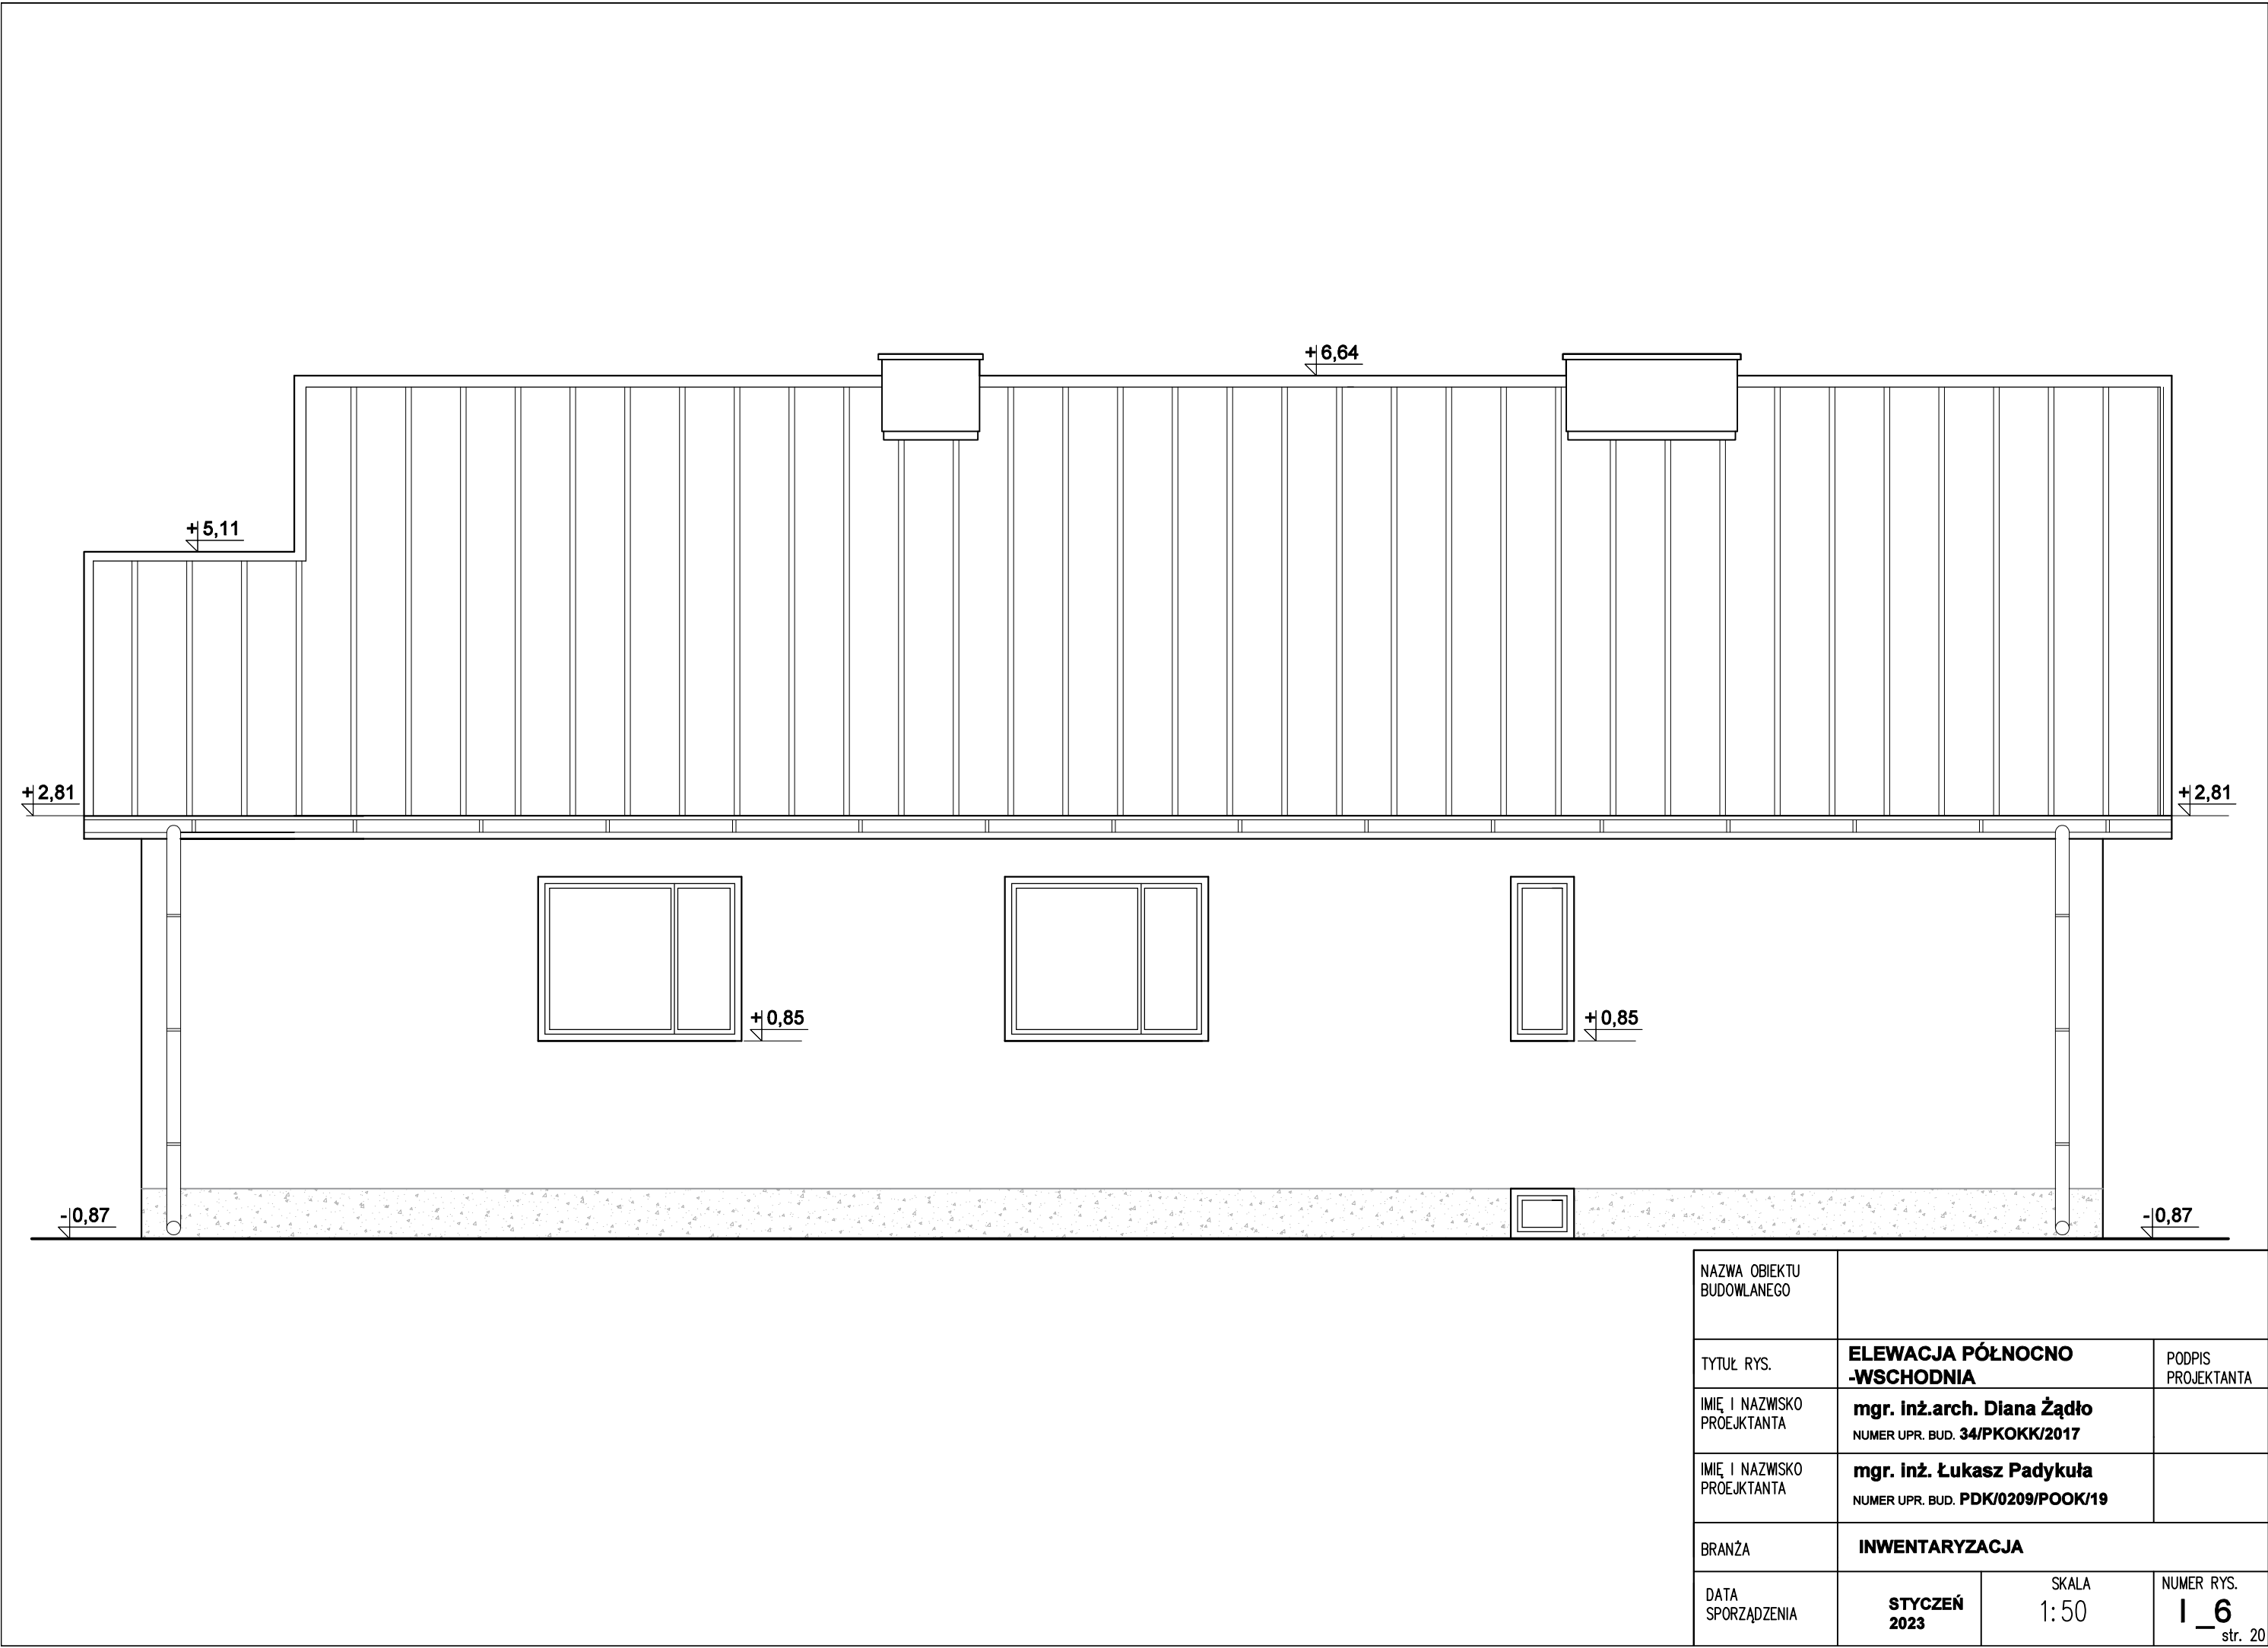 +6,64
+5,11
+2,81
+2,81
+0,85
+0,85
-0,87
-0,87
NAZWA OBIEKTU
BUDOWLANEGO
TYTUŁ RYS.
ELEWACJA PÓŁNOCNO
-WSCHODNIA
PODPIS
PROJEKTANTA
IMIĘ I NAZWISKO
PROEJKTANTA
mgr. inż.arch. Diana Żądło
NUMER UPR. BUD. 34/PKOKK/2017
IMIĘ I NAZWISKO
PROEJKTANTA
mgr. inż. Łukasz Padykuła
NUMER UPR. BUD. PDK/0209/POOK/19
BRANŻA
INWENTARYZACJA
DATA
SPORZĄDZENIA
STYCZEŃ
2023
SKALA
1:50
NUMER RYS.
I_6
str. 20